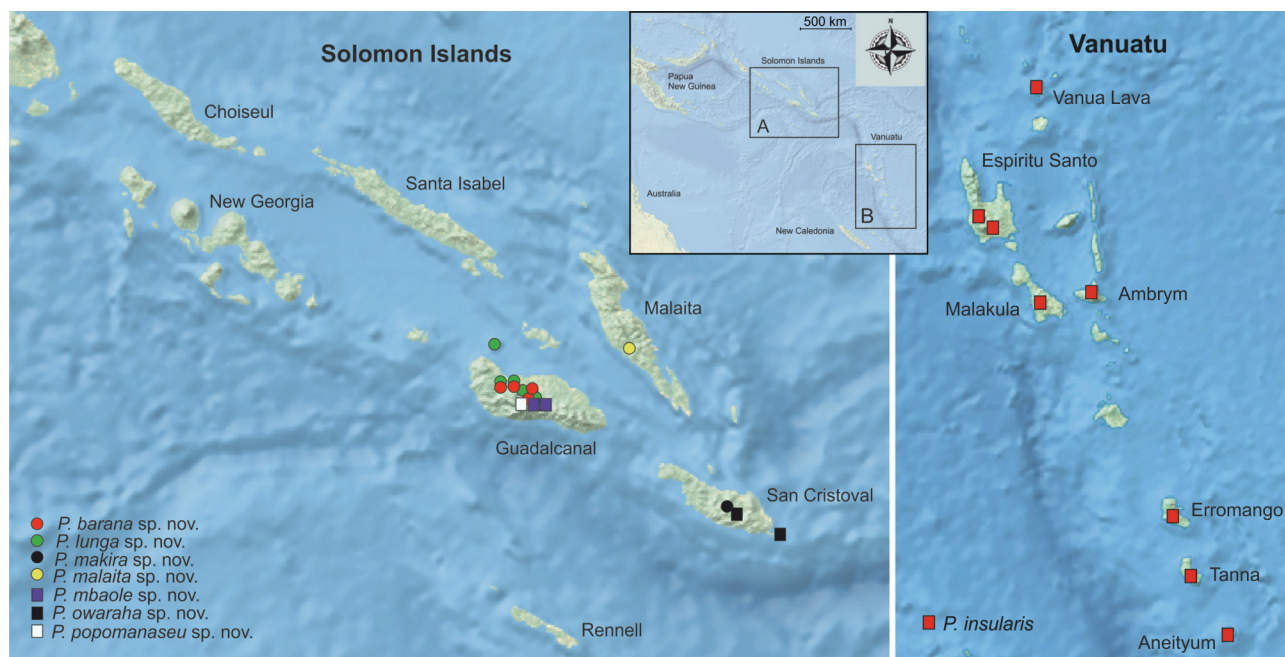 Solomon Islands
Choiseul
Santa Isabel
New Georgia
Malaita
Guadalcanal
San Cristoval
Rennell
P. barana sp. nov.
P. lunga sp. nov.
P. makira sp. nov.
P. malaita sp. nov.
P. mbaole sp. nov.
P. owaraha sp. nov.
P. popomanaseu sp. nov.
500 km
N
Solomon Islands
Papua
New Guinea
A
Vanuatu
Australia
B
New Caledonia
Vanuatu
Vanua Lava
Espiritu Santo
Ambrym
Malakula
Erromango
Tanna
P. insularis
Aneityum